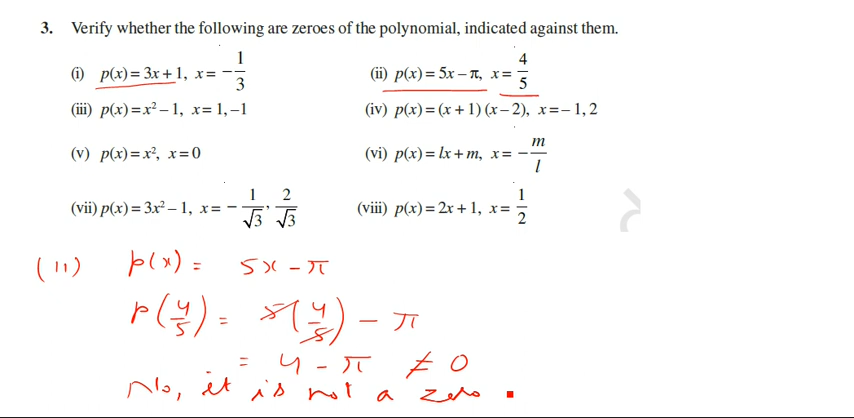 3. Verify whether the following are zeroes of the polynomial, indicated against them.
(i) p(x) = 3x + 1, x = −1/3 (ii) p(x) = 5x − π, x = 4/5
(iii) p(x) = x² − 1, x = 1, −1 (iv) p(x) = (x + 1) (x − 2), x = − 1, 2
(v) p(x) = x², x = 0 (vi) p(x) = lx + m, x = −m/l
(vii) p(x) = 3x² − 1, x = −1/√3, 2/√3 (viii) p(x) = 2x + 1, x = 1/2
(ii) p(x) = 5x − π
p(4/5) = 5(4/5) − π
= 4 − π ≠ 0
No, it is not a zero.